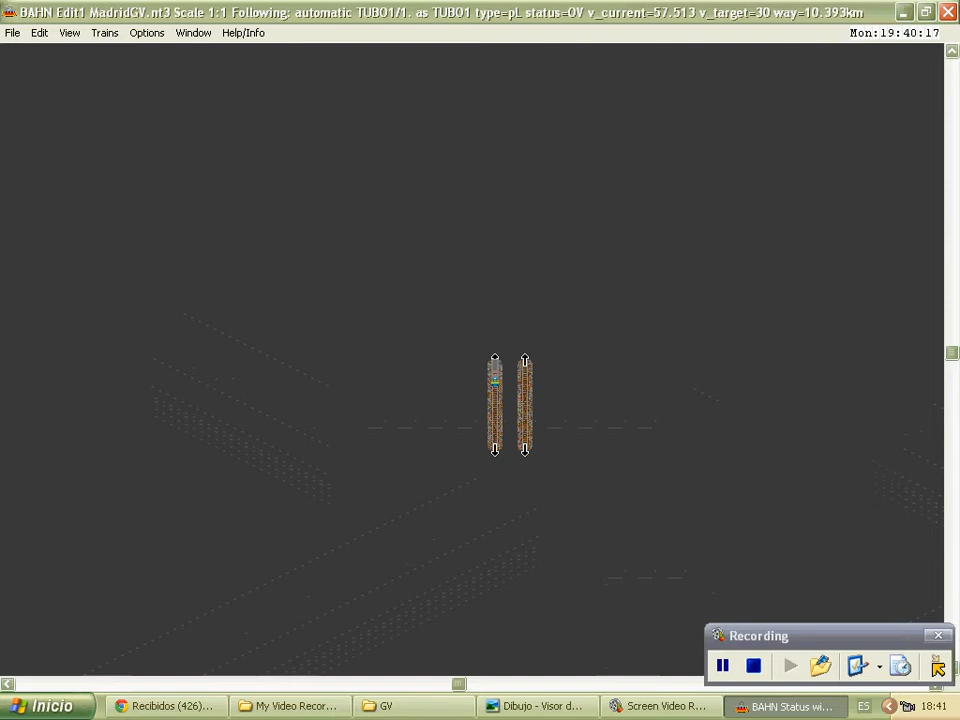 BAHN Edit1 MadridGV.nt3 Scale 1:1 Following: automatic TUBO1/1. as TUBO1 type=pL status=0V v_current=57.513 v_target=30 way=10.393km
File Edit View Trains Options Window Help/Info Mon:19:40:17
Recording
Inicio Recibidos (426)... My Video Recor... GV Dibujo - Visor d... Screen Video R... BAHN Status wi... ES 18:41